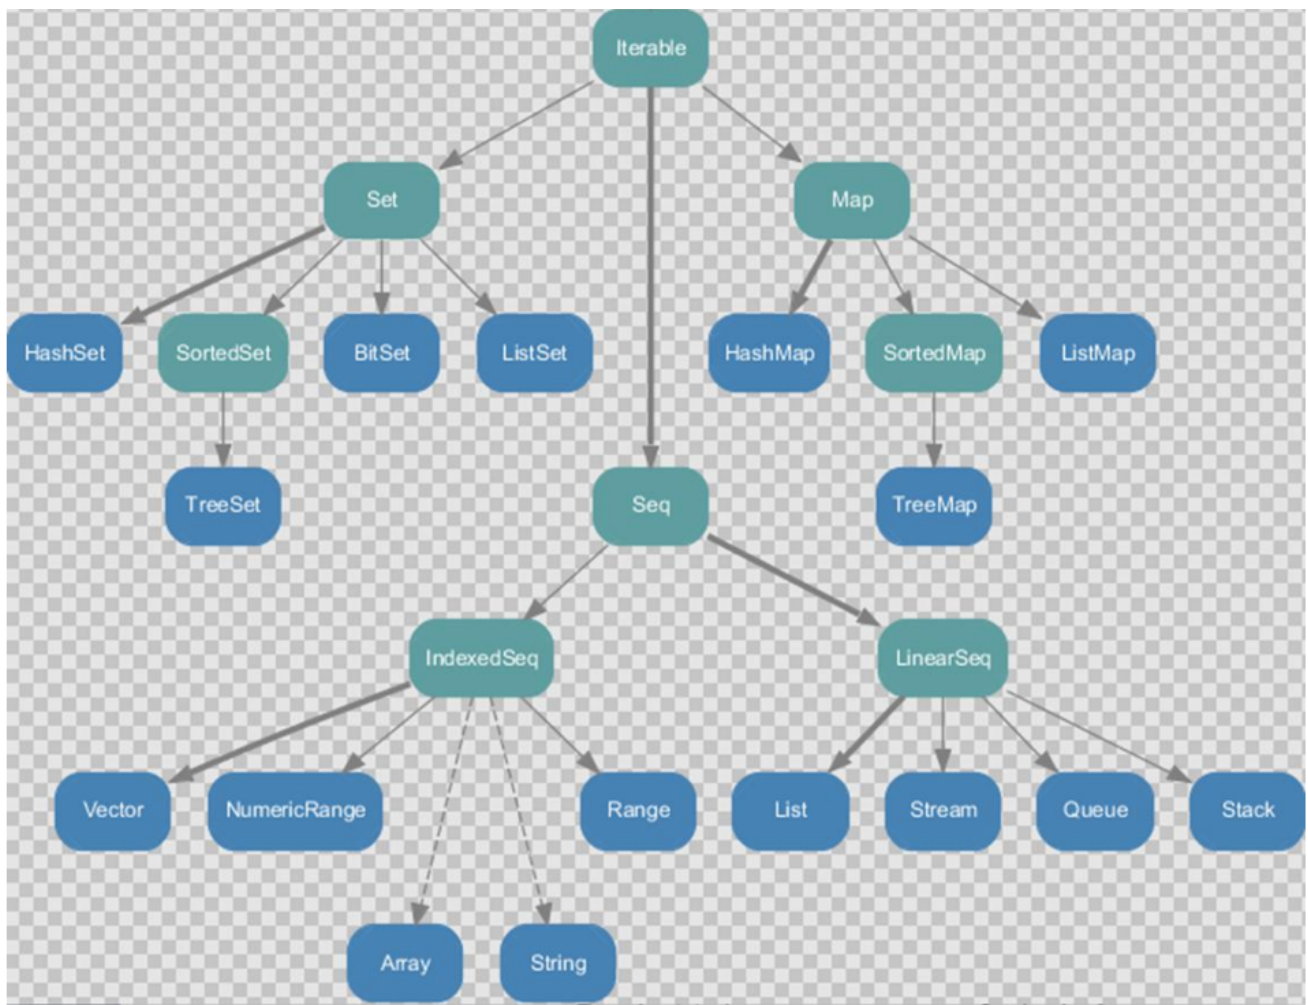 Iterable
Set
Map
HashSet
SortedSet
BitSet
ListSet
HashMap
SortedMap
ListMap
TreeSet
Seq
TreeMap
IndexedSeq
LinearSeq
Vector
NumericRange
Range
List
Stream
Queue
Stack
Array
String